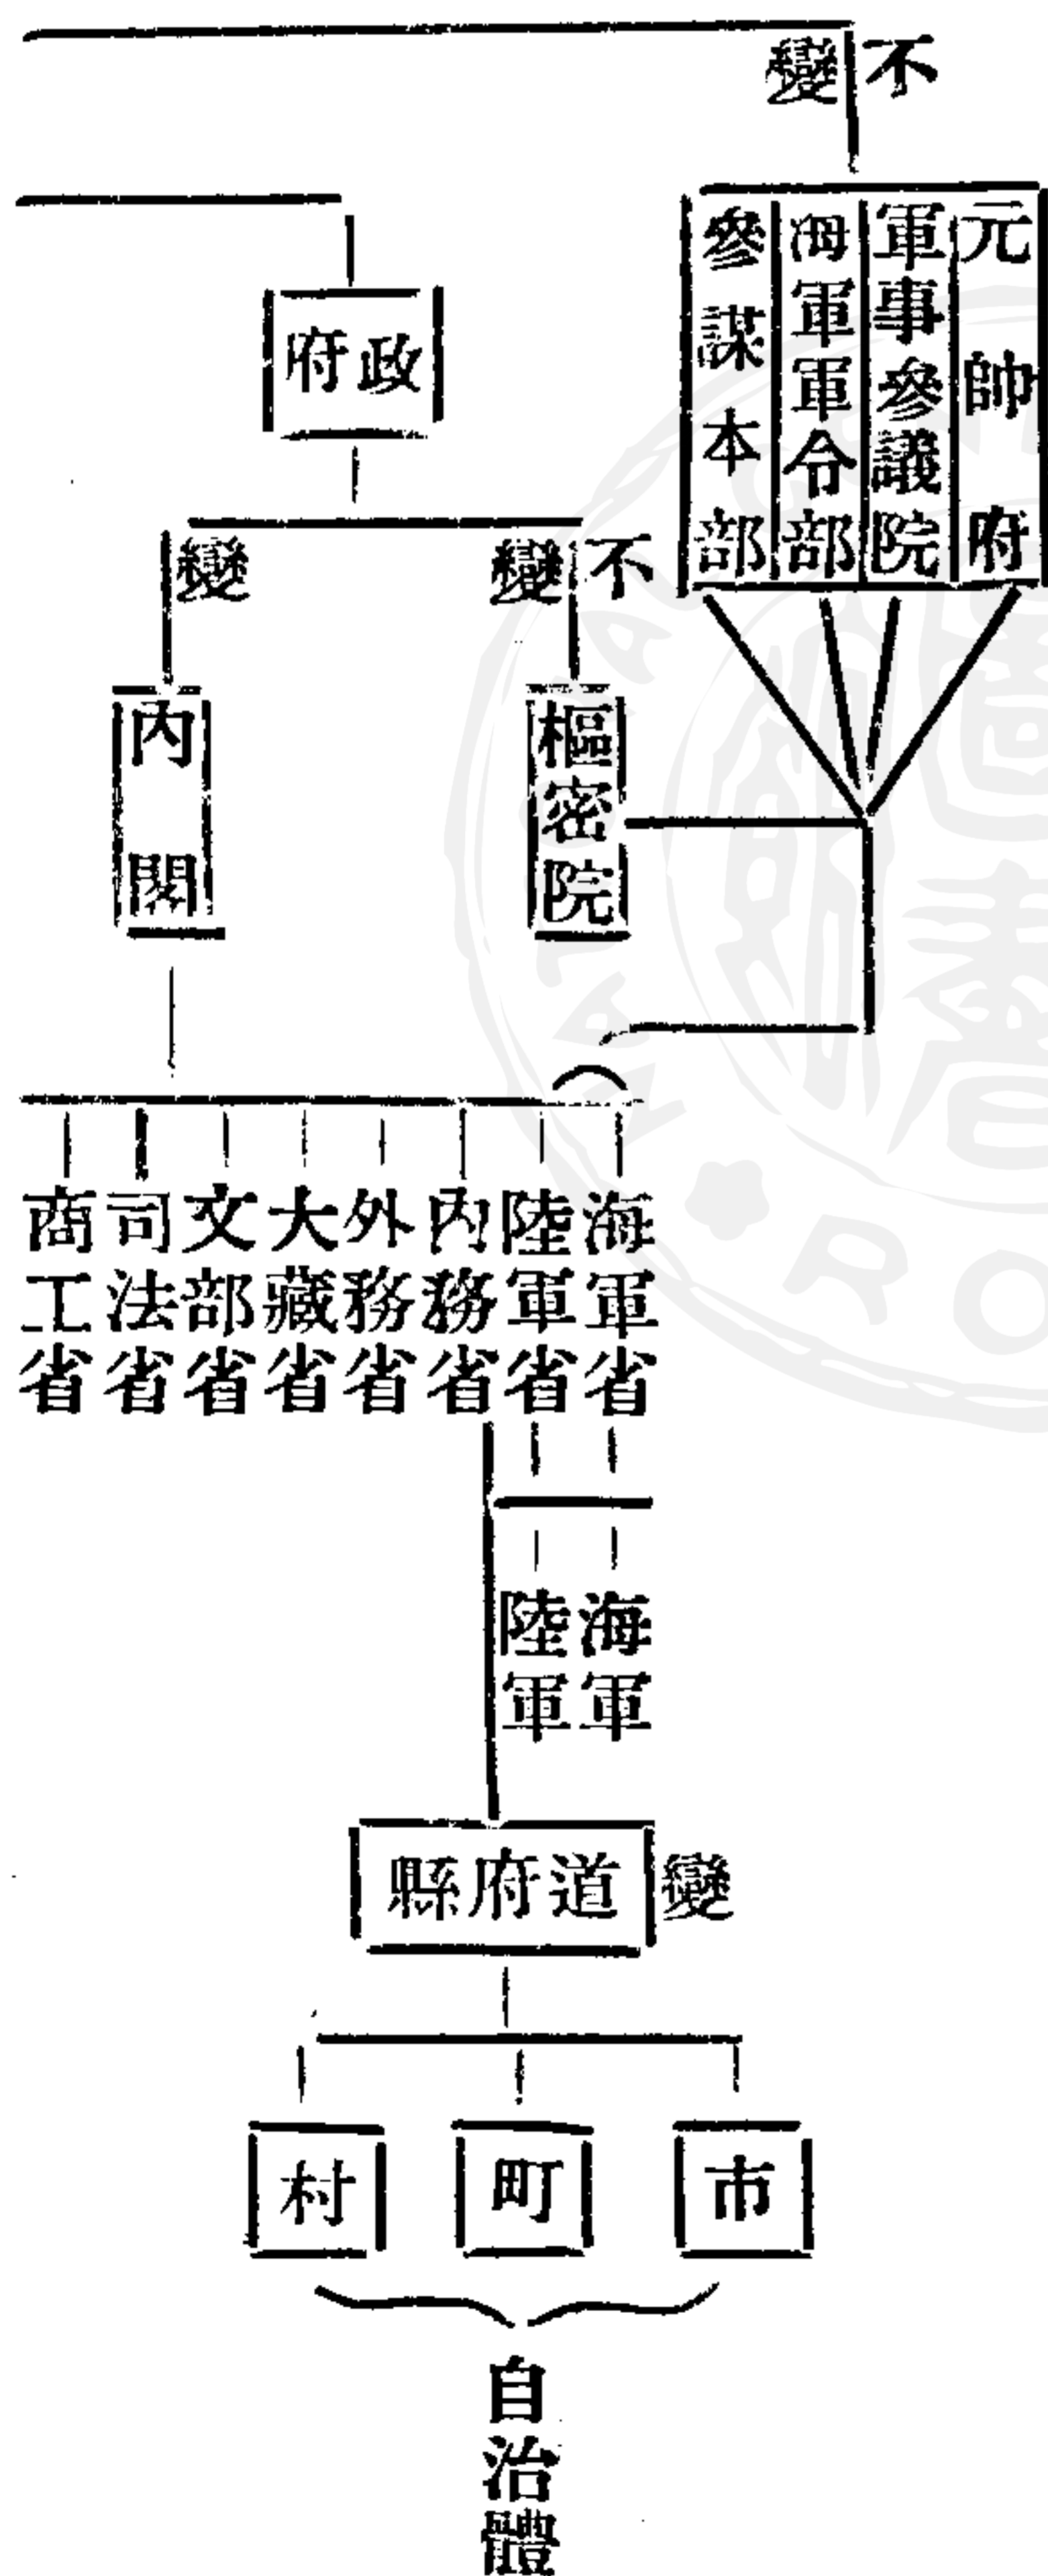 不變
元帥府
軍事參議院
海軍軍令部
參謀本部
政府
不變
變
樞密院
內閣
海軍省
陸軍省
內務省
外務省
大藏省
文部省
司法省
商工省
海軍
陸軍
道府縣
變
市
町
村
自治體